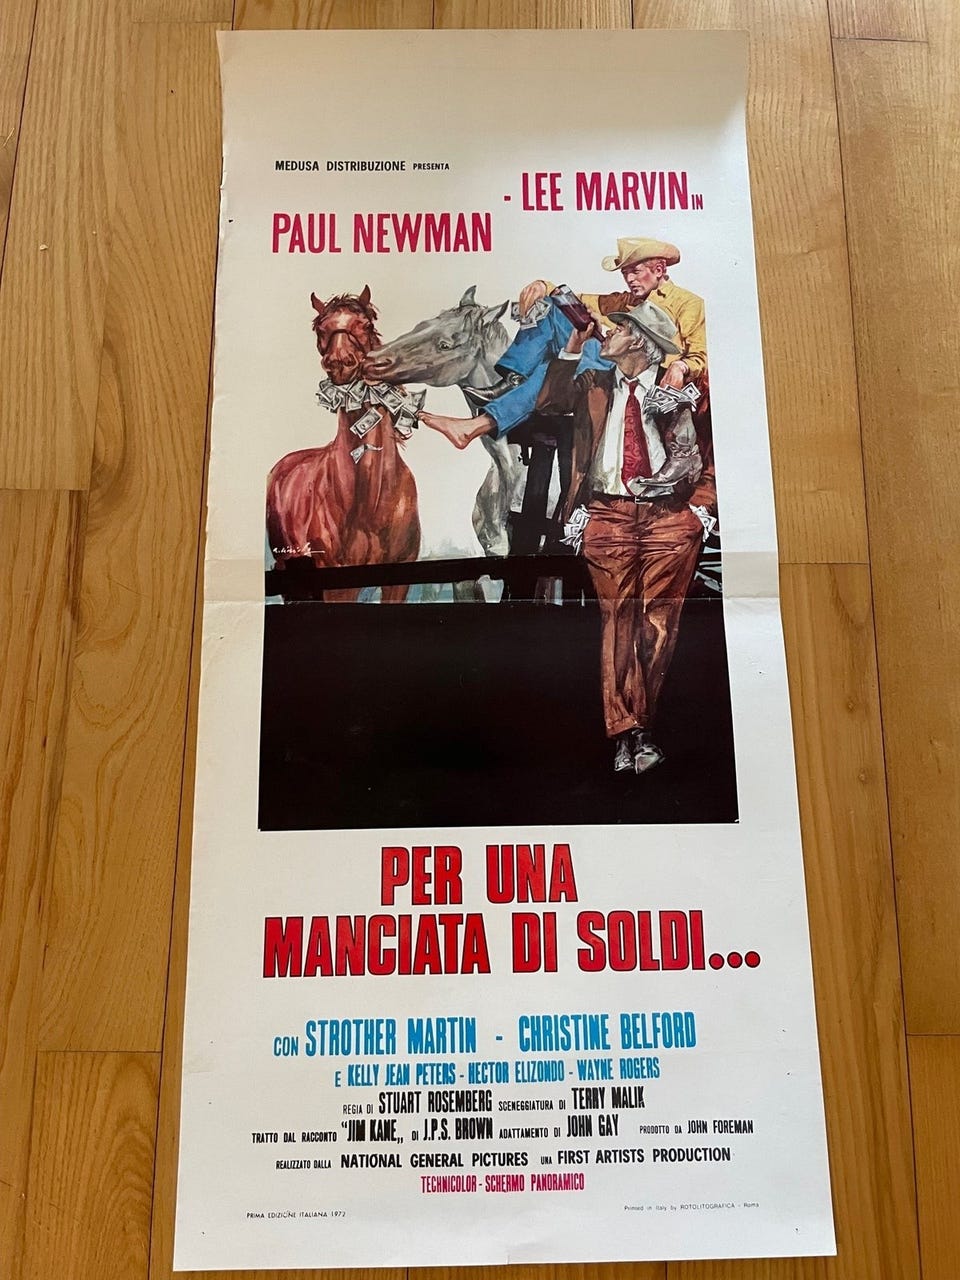 MEDUSA DISTRIBUZIONE PRESENTA
PAUL NEWMAN - LEE MARVIN IN
PER UNA
MANCIATA DI SOLDI...
CON STROTHER MARTIN - CHRISTINE BELFORD
E KELLY JEAN PETERS - HECTOR ELIZONDO - WAYNE ROGERS
REGIA DI STUART ROSEMBERG SCENEGGIATURA DI TERRY MALIK
TRATTO DAL RACCONTO "JIM KANE„ DI J.P.S. BROWN ADATTAMENTO DI JOHN GAY PRODOTTO DA JOHN FOREMAN
REALIZZATO DALLA NATIONAL GENERAL PICTURES UNA FIRST ARTISTS PRODUCTION
TECHNICOLOR - SCHERMO PANORAMICO
PRIMA EDIZIONE ITALIANA 1972
Printed in Italy by ROTOLITOGRAFICA - Roma